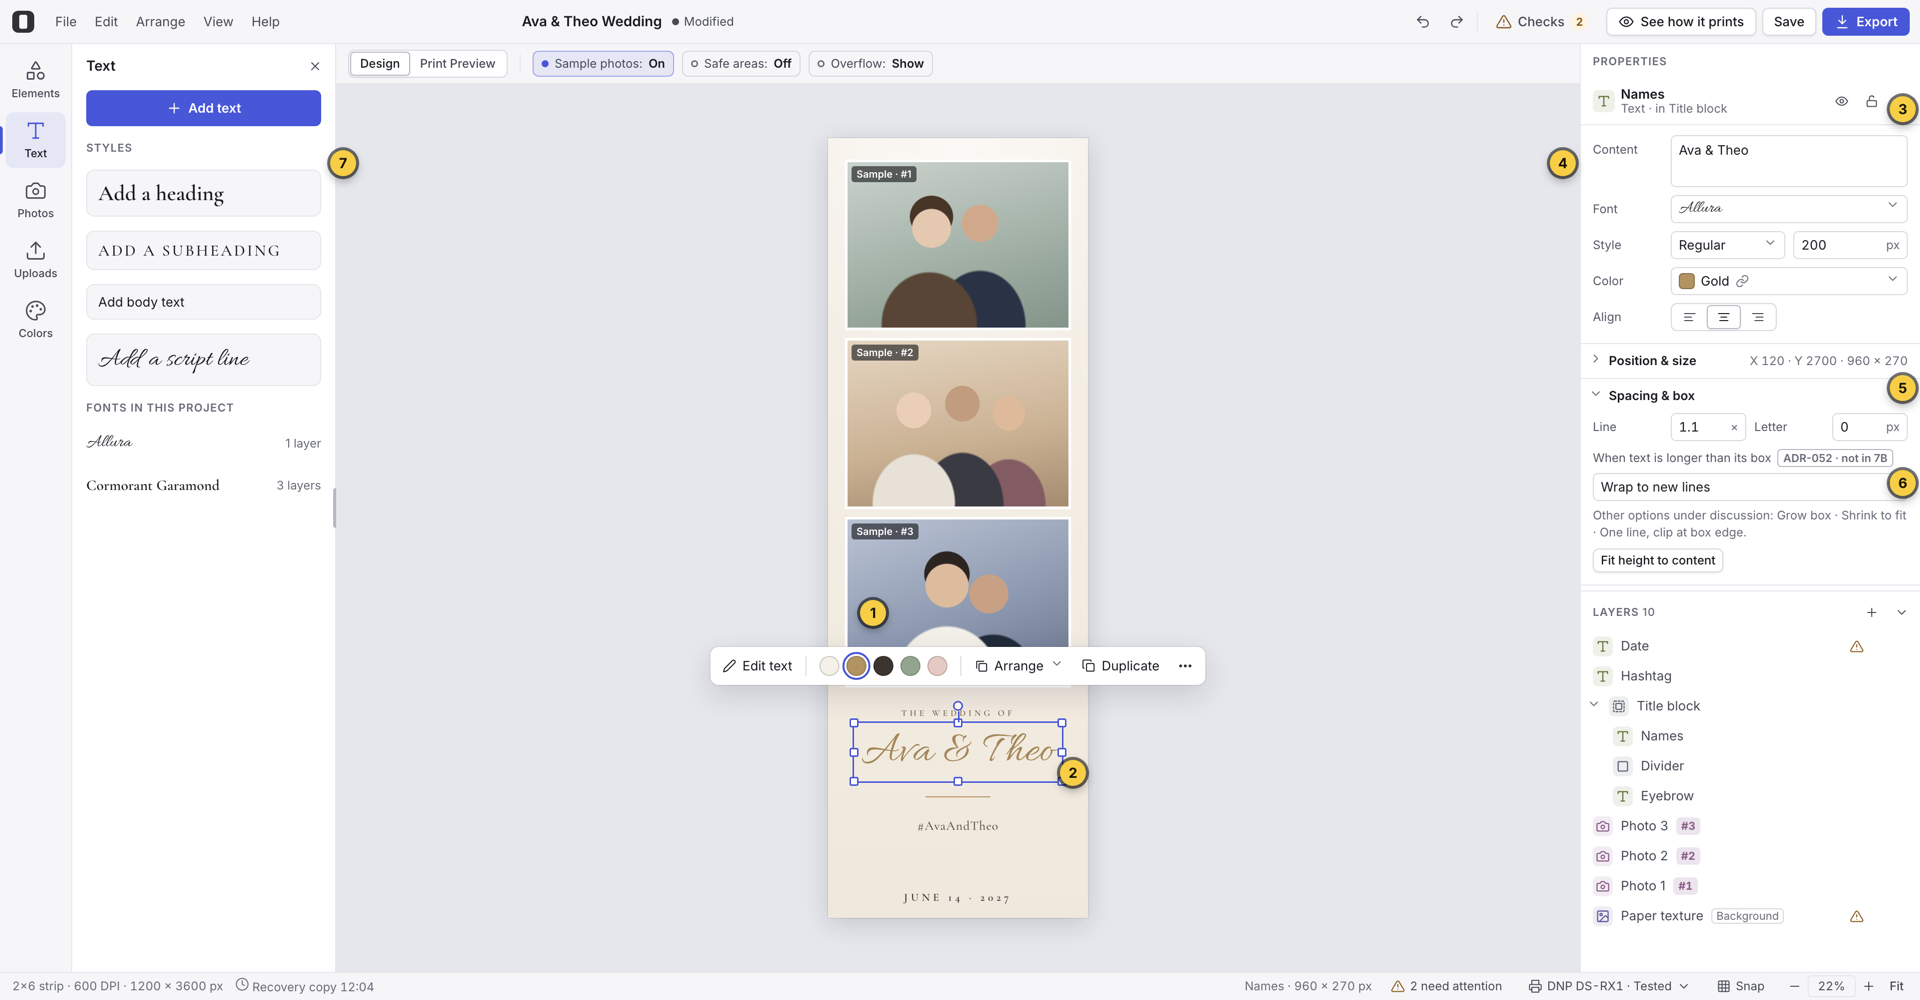 File Edit Arrange View Help
Ava & Theo Wedding Modified
Checks 2 See how it prints Save Export
Elements
Text
Photos
Uploads
Colors
Text
Add text
STYLES
7
Add a heading
ADD A SUBHEADING
Add body text
Add a script line
FONTS IN THIS PROJECT
Allura 1 layer
Cormorant Garamond 3 layers
Design Print Preview Sample photos: On Safe areas: Off Overflow: Show
Sample · #1
Sample · #2
Sample · #3
1
Edit text Arrange Duplicate
THE WEDDING OF
Ava & Theo
2
#AvaAndTheo
JUNE 14 · 2027
PROPERTIES
Names
Text · in Title block
3
4
Content Ava & Theo
Font Allura
Style Regular 200 px
Color Gold
Align
Position & size X 120 · Y 2700 · 960 × 270
5
Spacing & box
Line 1.1 × Letter 0 px
When text is longer than its box ADR-052 · not in 7B
Wrap to new lines
6
Other options under discussion: Grow box · Shrink to fit
· One line, clip at box edge.
Fit height to content
LAYERS 10
Date
Hashtag
Title block
Names
Divider
Eyebrow
Photo 3 #3
Photo 2 #2
Photo 1 #1
Paper texture Background
2×6 strip · 600 DPI · 1200 × 3600 px Recovery copy 12:04
Names · 960 × 270 px 2 need attention DNP DS-RX1 · Tested Snap 22% Fit